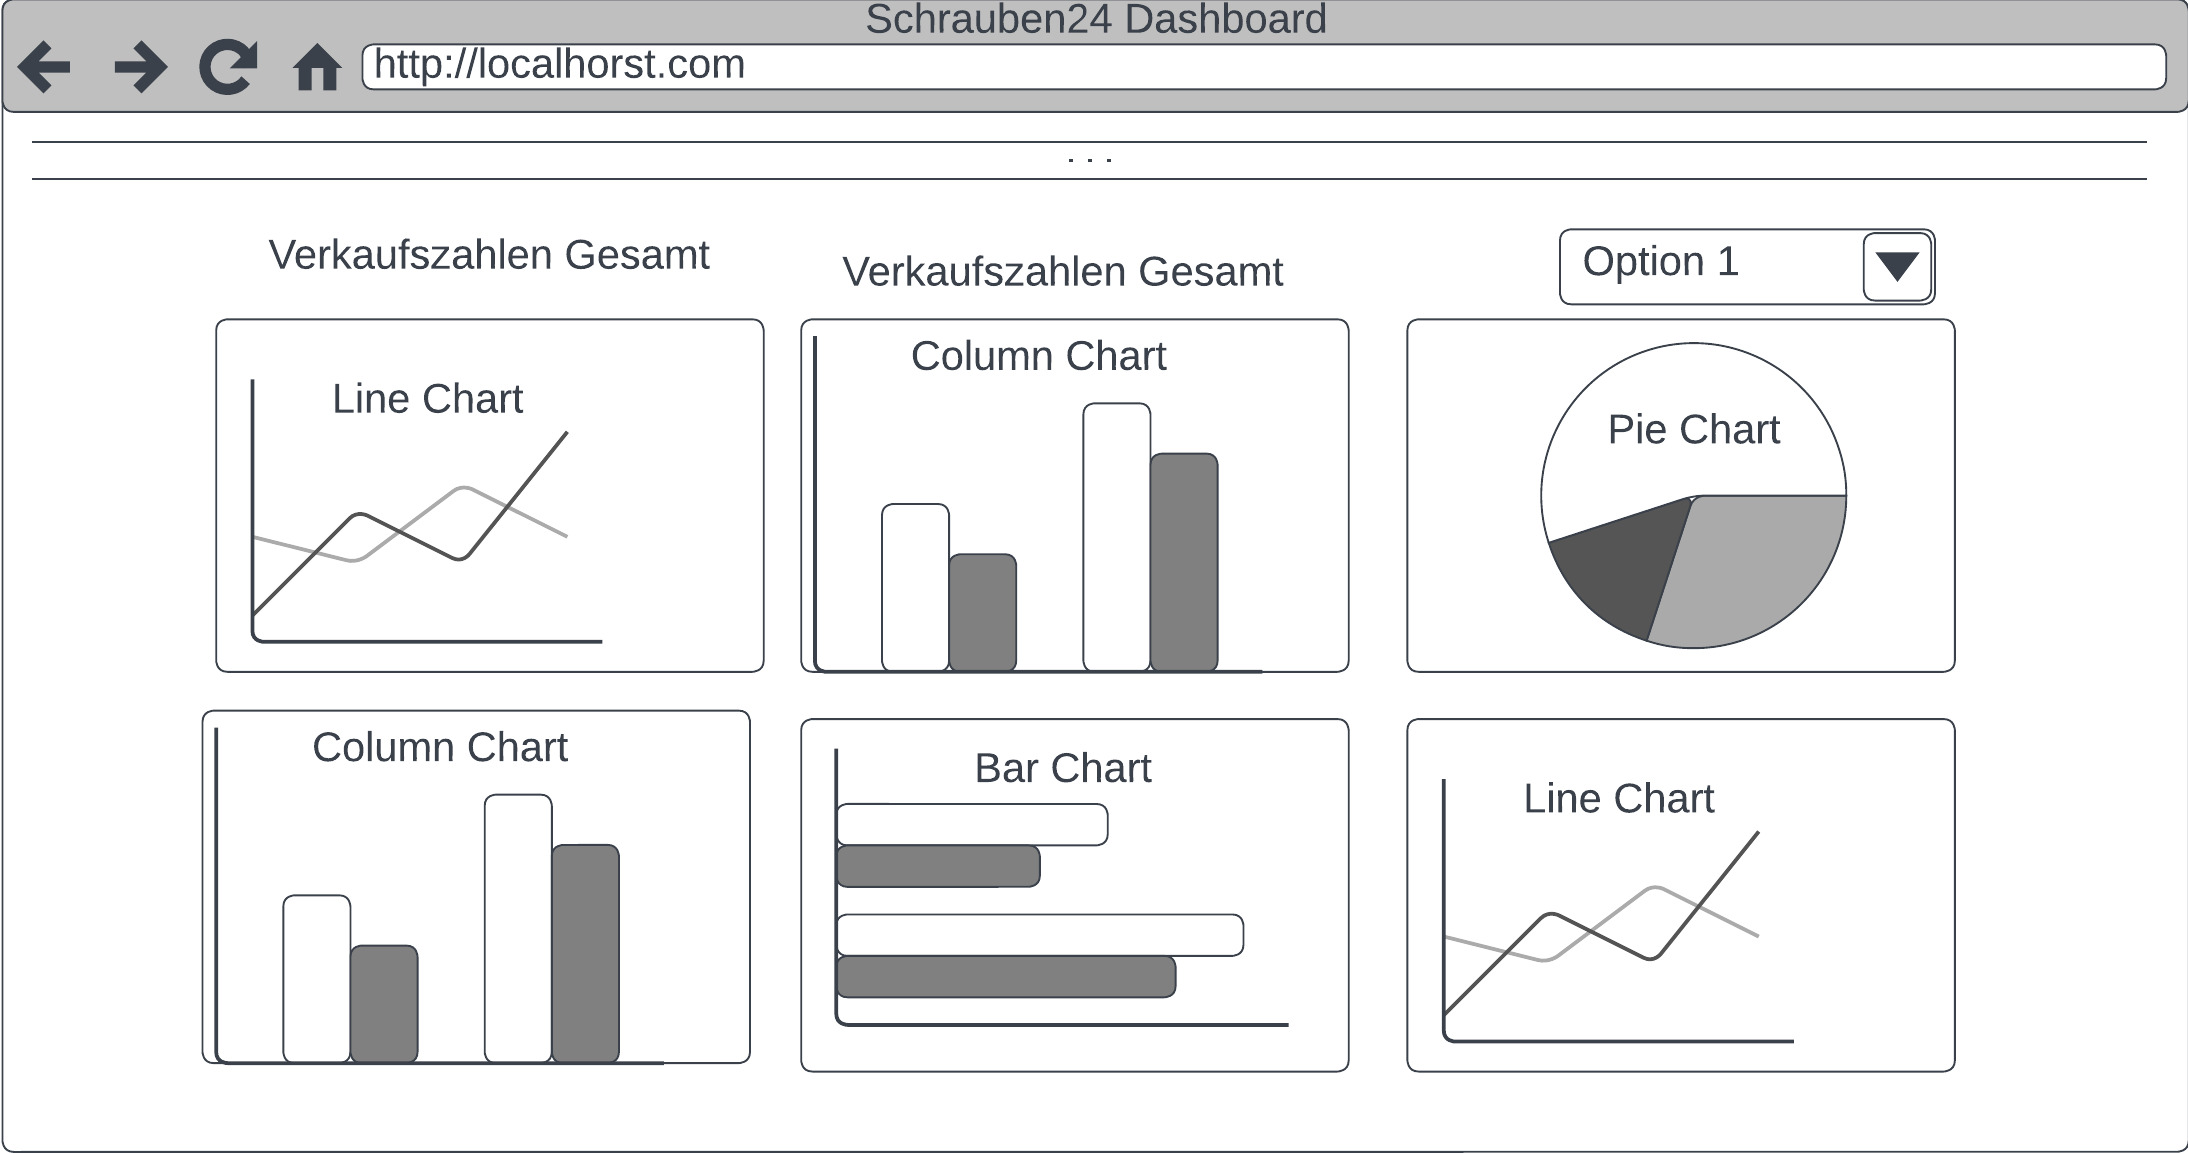 Schrauben24 Dashboard
http://localhorst.com
. . .
Verkaufszahlen Gesamt
Verkaufszahlen Gesamt
Option 1
Line Chart
Column Chart
Pie Chart
Column Chart
Bar Chart
Line Chart